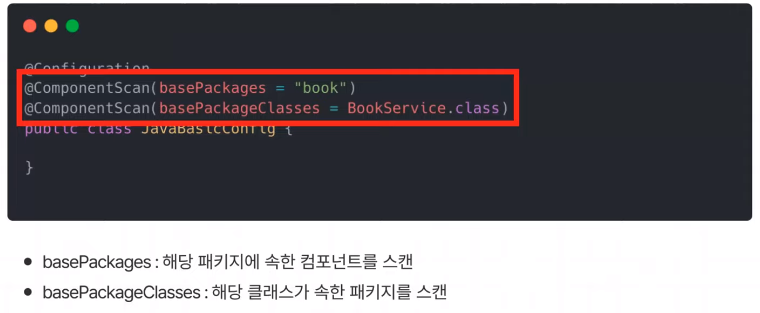 @Configuration
@ComponentScan(basePackages = "book")
@ComponentScan(basePackageClasses = BookService.class)
public class JavaBasicConfig {
}
• basePackages : 해당 패키지에 속한 컴포넌트를 스캔
• basePackageClasses : 해당 클래스가 속한 패키지를 스캔